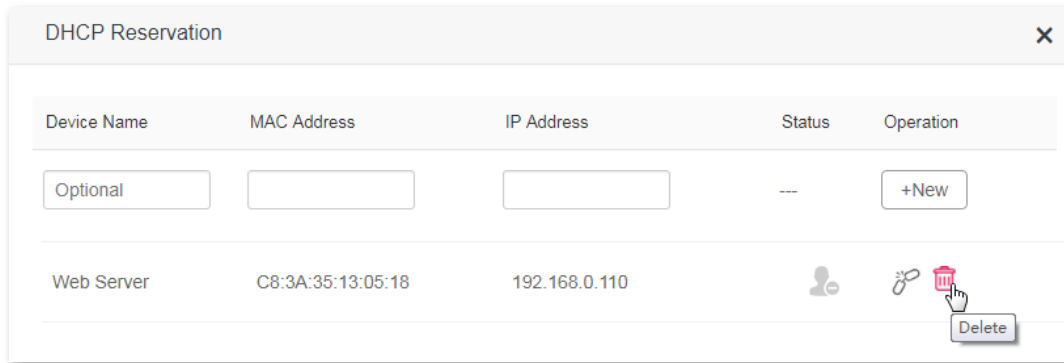 DHCP Reservation ×
Device Name MAC Address IP Address Status Operation
Optional --- +New
Web Server C8:3A:35:13:05:18 192.168.0.110
Delete